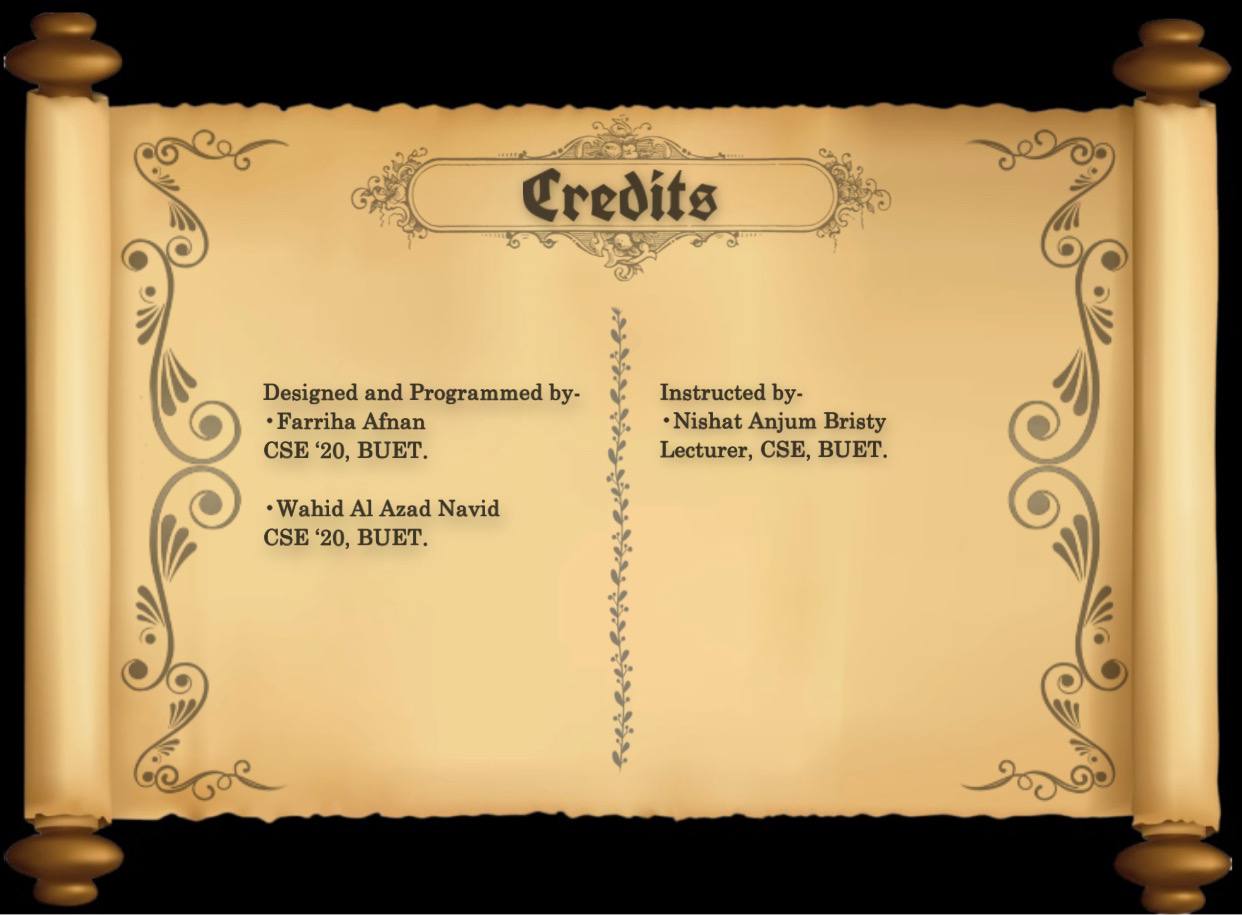 Credits
Designed and Programmed by-
•Farriha Afnan
CSE ‘20, BUET.
•Wahid Al Azad Navid
CSE ‘20, BUET.
Instructed by-
•Nishat Anjum Bristy
Lecturer, CSE, BUET.